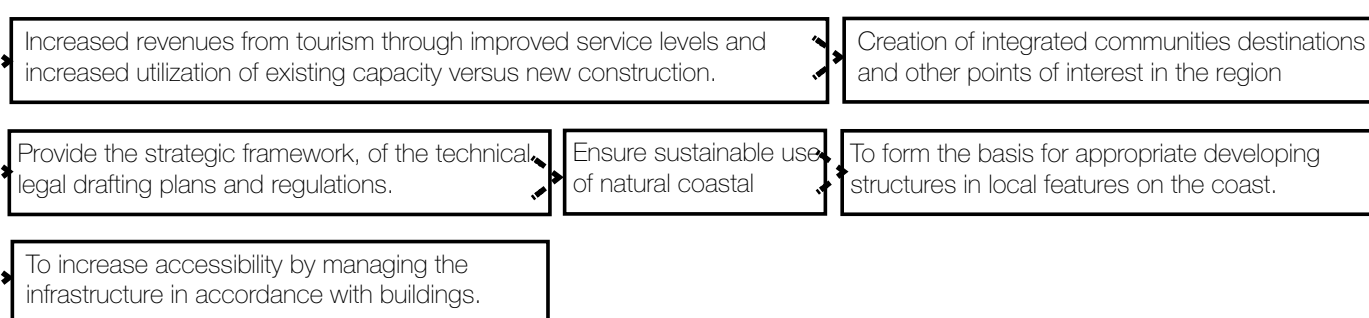 Increased revenues from tourism through improved service levels and
increased utilization of existing capacity versus new construction.
Creation of integrated communities destinations
and other points of interest in the region
Provide the strategic framework, of the technical
legal drafting plans and regulations.
Ensure sustainable use
of natural coastal
To form the basis for appropriate developing
structures in local features on the coast.
To increase accessibility by managing the
infrastructure in accordance with buildings.